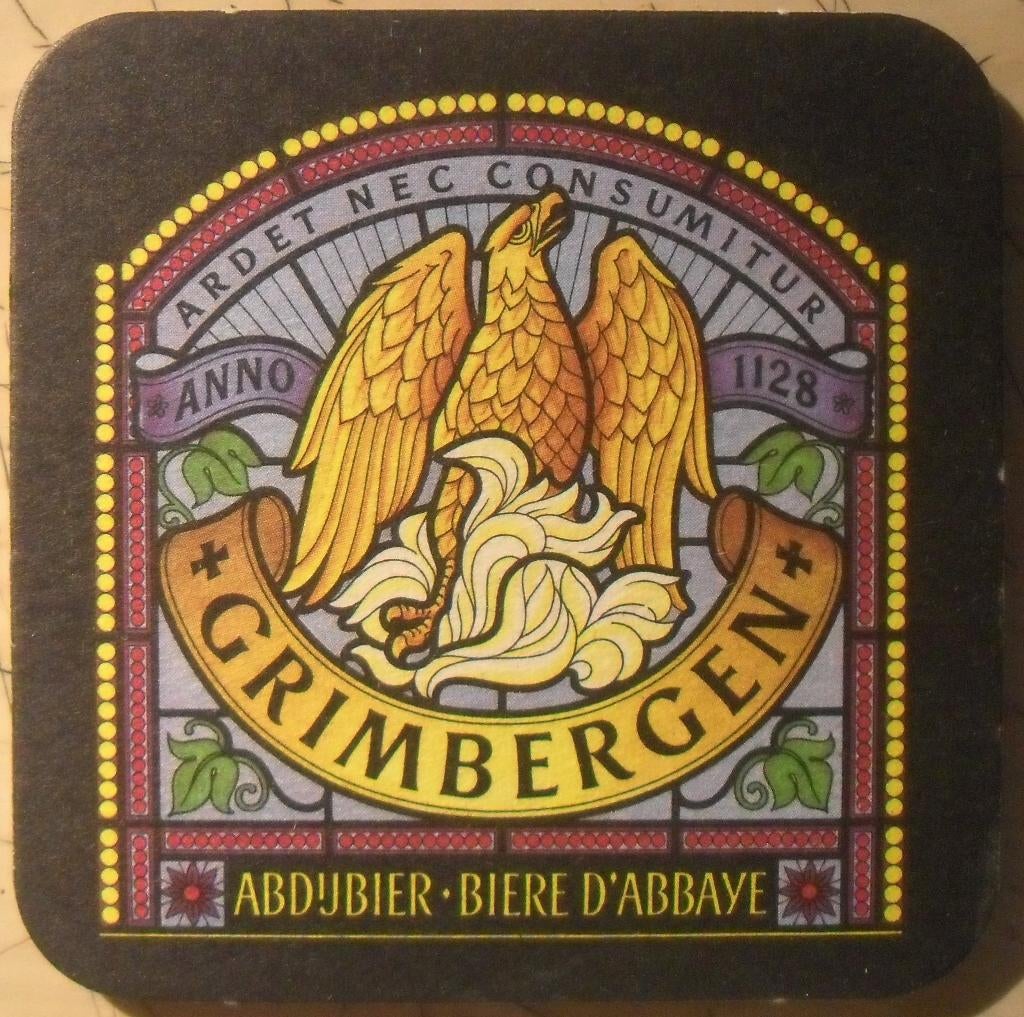 ARDET NEC CONSUMITUR
ANNO 1128
GRIMBERGEN
ABDIJBIER · BIERE D'ABBAYE